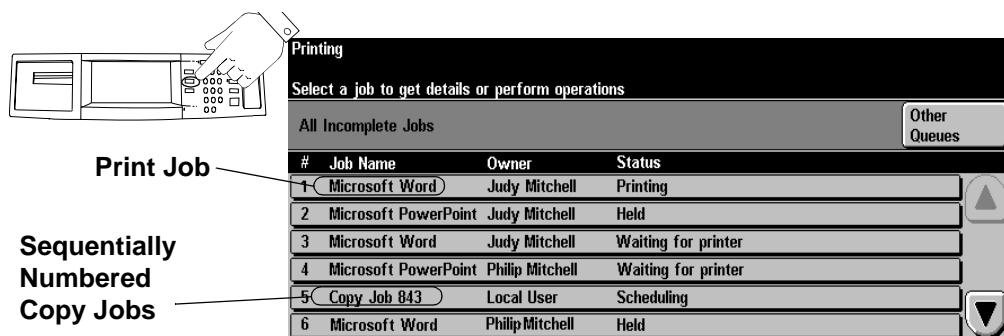 Printing
Select a job to get details or perform operations
All Incomplete Jobs
Other
Queues
# Job Name Owner Status
1 Microsoft Word Judy Mitchell Printing
2 Microsoft PowerPoint Judy Mitchell Held
3 Microsoft Word Judy Mitchell Waiting for printer
4 Microsoft PowerPoint Philip Mitchell Waiting for printer
5 Copy Job 843 Local User Scheduling
6 Microsoft Word Philip Mitchell Held
Print Job
Sequentially
Numbered
Copy Jobs